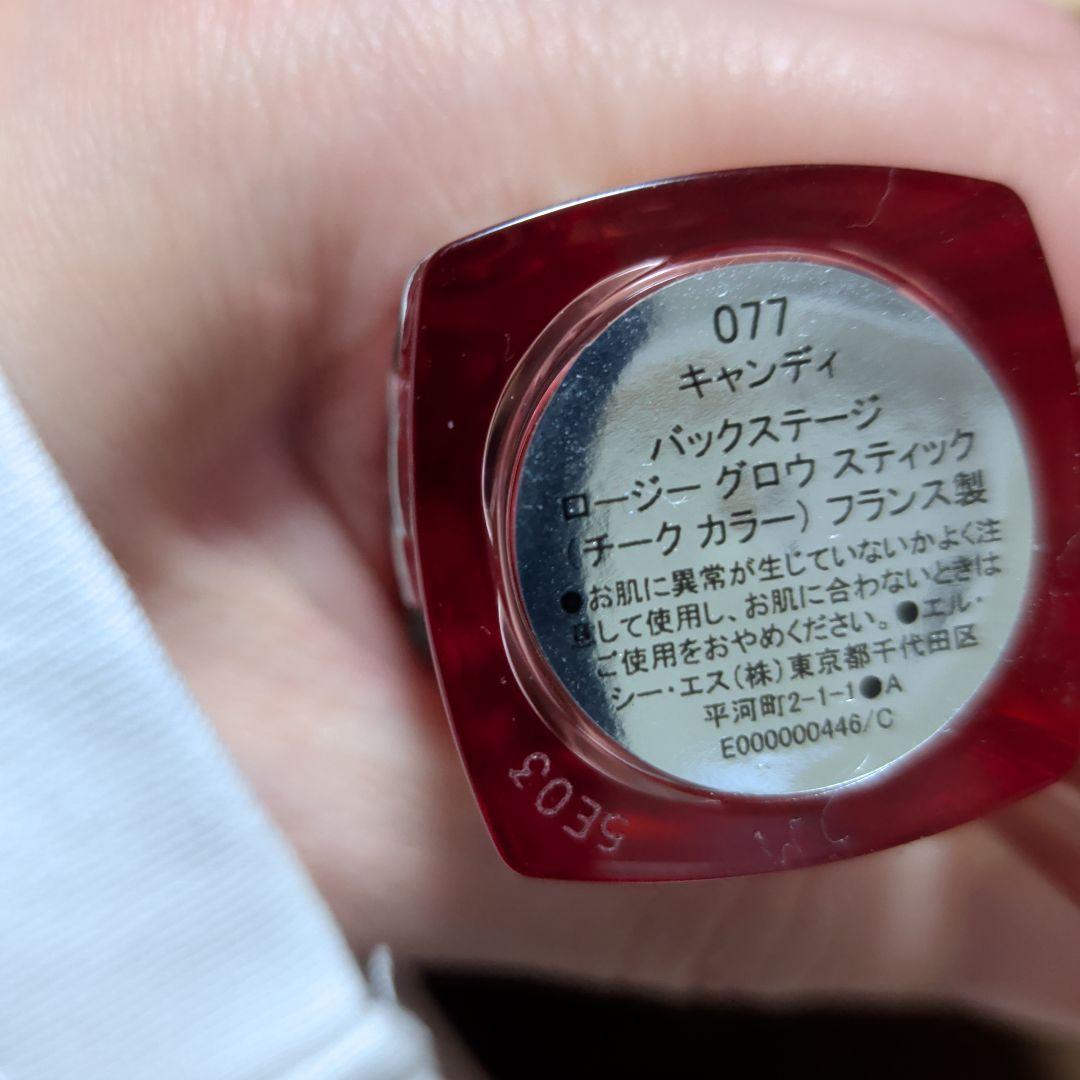 077
キャンディ
バックステージ
ロージー グロウ スティック
(チーク カラー) フランス製
●お肌に異常が生じていないかよく注
意して使用し、お肌に合わないときは
ご使用をおやめください。●エル・
シー・エス(株)東京都千代田区
平河町2-1-1●A
E000000446/C
5E03